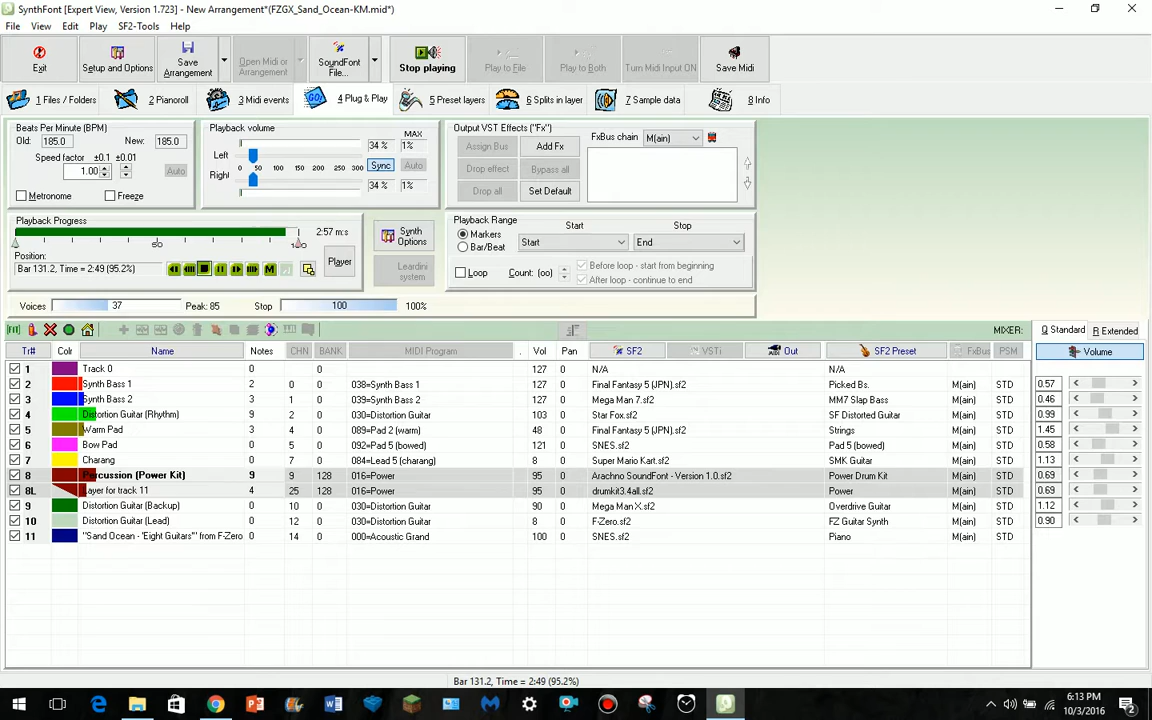 SynthFont [Expert View, Version 1.723] - New Arrangement*(FZGX_Sand_Ocean-KM.mid*)
File View Edit Play SF2-Tools Help
Exit Setup and Options Save Arrangement Open Midi or Arrangement SoundFont File... Stop playing Play to File Play to Both Turn Midi Input ON Save Midi
1 Files / Folders 2 Pianoroll 3 Midi events 4 Plug & Play 5 Preset layers 6 Splits in layer 7 Sample data 8 Info
Beats Per Minute (BPM)
Old: 185.0 New: 185.0
Speed factor ±0.1 ±0.01
1.00 Auto
Metronome Freeze
Playback volume MAX
Left 34 % 1%
0 50 100 150 200 250 300 Sync Auto
Right 34 % 1%
Output VST Effects ("Fx") FxBus chain M(ain)
Assign Bus Add Fx
Drop effect Bypass all
Drop all Set Default
Playback Progress
2:57 m:s
Position:
Bar 131.2, Time = 2:49 (95.2%)
M
Player
Synth Options
Leardini system
Playback Range Start Stop
Markers Start End
Bar/Beat
Loop Count: (oo) Before loop - start from beginning
After loop - continue to end
Voices 37 Peak: 85 Stop 100 100%
MIXER: Q Standard R Extended
Tr# Colr Name Notes CHN BANK MIDI Program . Vol Pan SF2 VSTi Out SF2 Preset FxBus PSM Volume
1 Track 0 0 0 127 N/A N/A
2 Synth Bass 1 2 0 0 038=Synth Bass 1 127 0 Final Fantasy 5 (JPN).sf2 Picked Bs. M(ain) STD 0.57
3 Synth Bass 2 3 1 0 039=Synth Bass 2 127 0 Mega Man 7.sf2 MM7 Slap Bass M(ain) STD 0.46
4 Distortion Guitar (Rhythm) 9 2 0 030=Distortion Guitar 103 0 Star Fox.sf2 SF Distorted Guitar M(ain) STD 0.99
5 Warm Pad 3 4 0 089=Pad 2 (warm) 48 0 Final Fantasy 5 (JPN).sf2 Strings M(ain) STD 1.45
6 Bow Pad 0 5 0 092=Pad 5 (bowed) 121 0 SNES.sf2 Pad 5 (bowed) M(ain) STD 0.58
7 Charang 0 7 0 084=Lead 5 (charang) 60 0 Super Mario Kart.sf2 SMK Guitar M(ain) STD 1.13
8 Percussion (Power Kit) 9 9 128 016=Power 95 0 Arachno SoundFont - Version 1.0.sf2 Power Drum Kit M(ain) STD 0.69
8L Layer for track 11 4 25 128 016=Power 95 0 drumkit3.4all.sf2 Power M(ain) STD 0.69
9 Distortion Guitar (Backup) 0 10 0 030=Distortion Guitar 90 0 Mega Man X.sf2 Overdrive Guitar M(ain) STD 1.12
10 Distortion Guitar (Lead) 0 12 0 030=Distortion Guitar 8 0 F-Zero.sf2 FZ Guitar Synth M(ain) STD 0.90
11 "Sand Ocean - 'Eight Guitars'" from F-Zero 0 14 0 000=Acoustic Grand 100 0 SNES.sf2 Piano M(ain) STD
Bar 131.2, Time = 2:49 (95.2%)
6:13 PM
10/3/2016
2